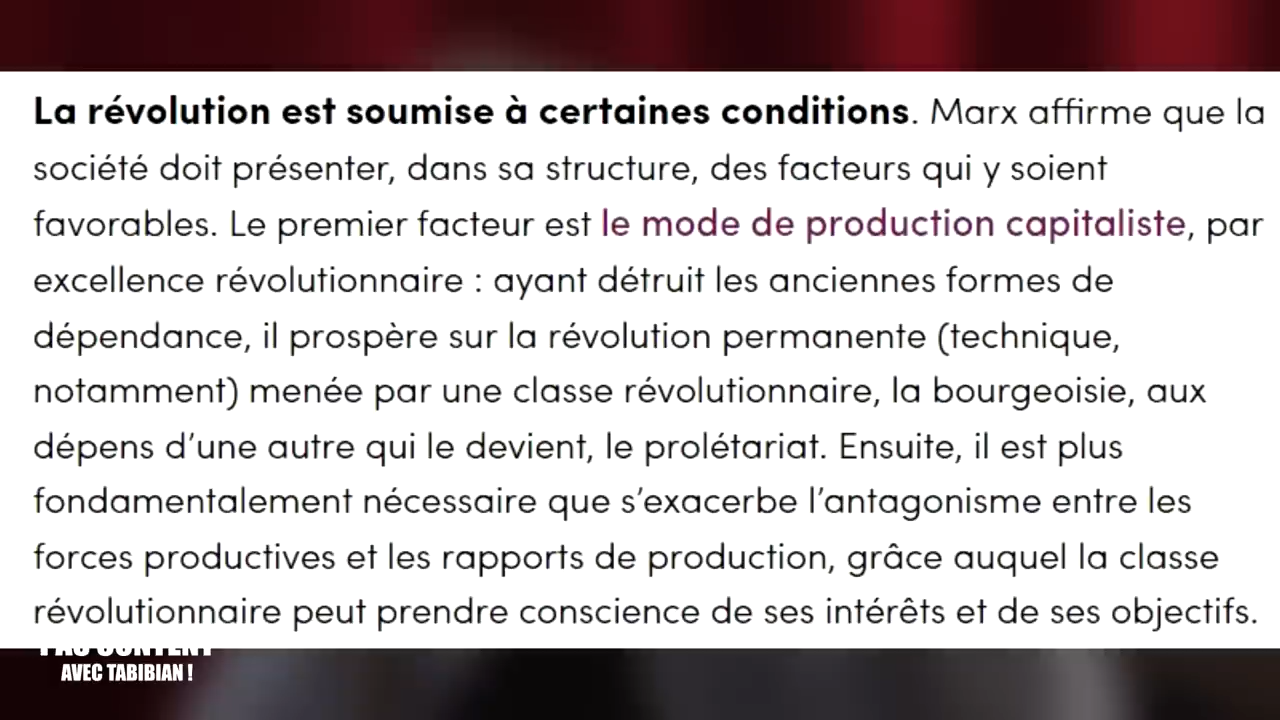 La révolution est soumise à certaines conditions. Marx affirme que la
société doit présenter, dans sa structure, des facteurs qui y soient
favorables. Le premier facteur est le mode de production capitaliste, par
excellence révolutionnaire : ayant détruit les anciennes formes de
dépendance, il prospère sur la révolution permanente (technique,
notamment) menée par une classe révolutionnaire, la bourgeoisie, aux
dépens d’une autre qui le devient, le prolétariat. Ensuite, il est plus
fondamentalement nécessaire que s’exacerbe l’antagonisme entre les
forces productives et les rapports de production, grâce auquel la classe
révolutionnaire peut prendre conscience de ses intérêts et de ses objectifs.
AVEC TABIBIAN !